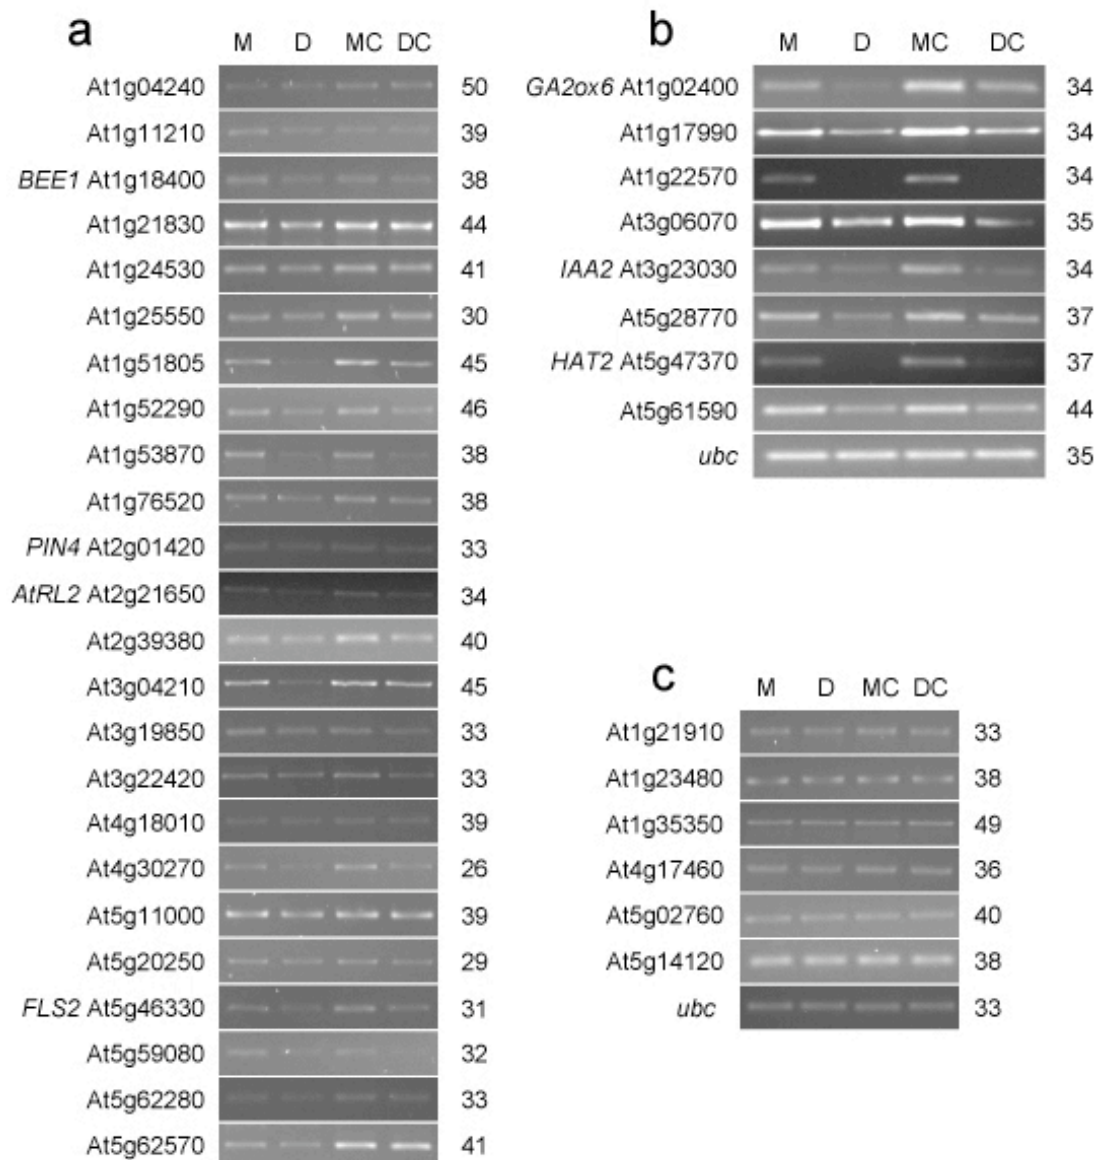 a
M D MC DC
At1g04240 50
At1g11210 39
BEE1 At1g18400 38
At1g21830 44
At1g24530 41
At1g25550 30
At1g51805 45
At1g52290 46
At1g53870 38
At1g76520 38
PIN4 At2g01420 33
AtRL2 At2g21650 34
At2g39380 40
At3g04210 45
At3g19850 33
At3g22420 33
At4g18010 39
At4g30270 26
At5g11000 39
At5g20250 29
FLS2 At5g46330 31
At5g59080 32
At5g62280 33
At5g62570 41
b
M D MC DC
GA2ox6 At1g02400 34
At1g17990 34
At1g22570 34
At3g06070 35
IAA2 At3g23030 34
At5g28770 37
HAT2 At5g47370 37
At5g61590 44
ubc 35
c
M D MC DC
At1g21910 33
At1g23480 38
At1g35350 49
At4g17460 36
At5g02760 40
At5g14120 38
ubc 33